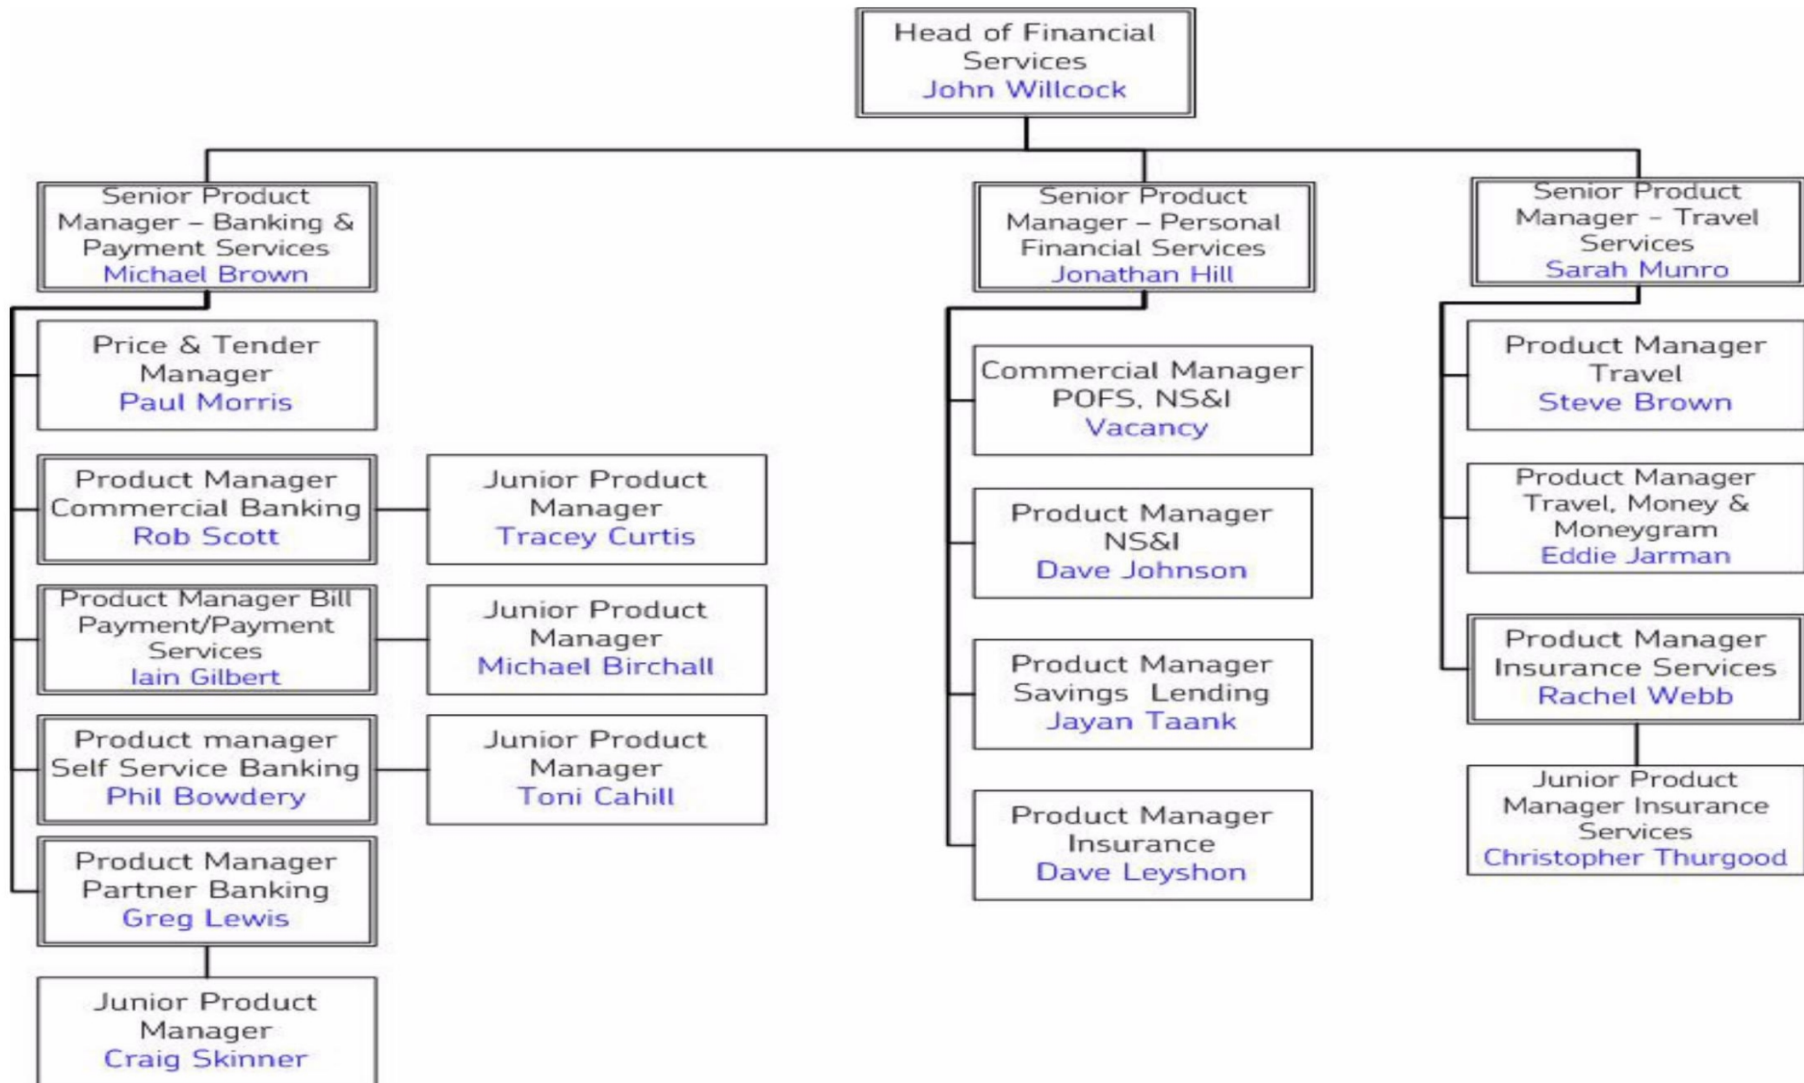 Head of Financial
Services
John Willcock
Senior Product
Manager – Banking &
Payment Services
Michael Brown
Senior Product
Manager – Personal
Financial Services
Jonathan Hill
Senior Product
Manager - Travel
Services
Sarah Munro
Price & Tender
Manager
Paul Morris
Product Manager
Commercial Banking
Rob Scott
Junior Product
Manager
Tracey Curtis
Product Manager Bill
Payment/Payment
Services
Iain Gilbert
Junior Product
Manager
Michael Birchall
Product manager
Self Service Banking
Phil Bowdery
Junior Product
Manager
Toni Cahill
Product Manager
Partner Banking
Greg Lewis
Junior Product
Manager
Craig Skinner
Commercial Manager
POFS, NS&I
Vacancy
Product Manager
NS&I
Dave Johnson
Product Manager
Savings Lending
Jayan Taank
Product Manager
Insurance
Dave Leyshon
Product Manager
Travel
Steve Brown
Product Manager
Travel, Money &
Moneygram
Eddie Jarman
Product Manager
Insurance Services
Rachel Webb
Junior Product
Manager Insurance
Services
Christopher Thurgood